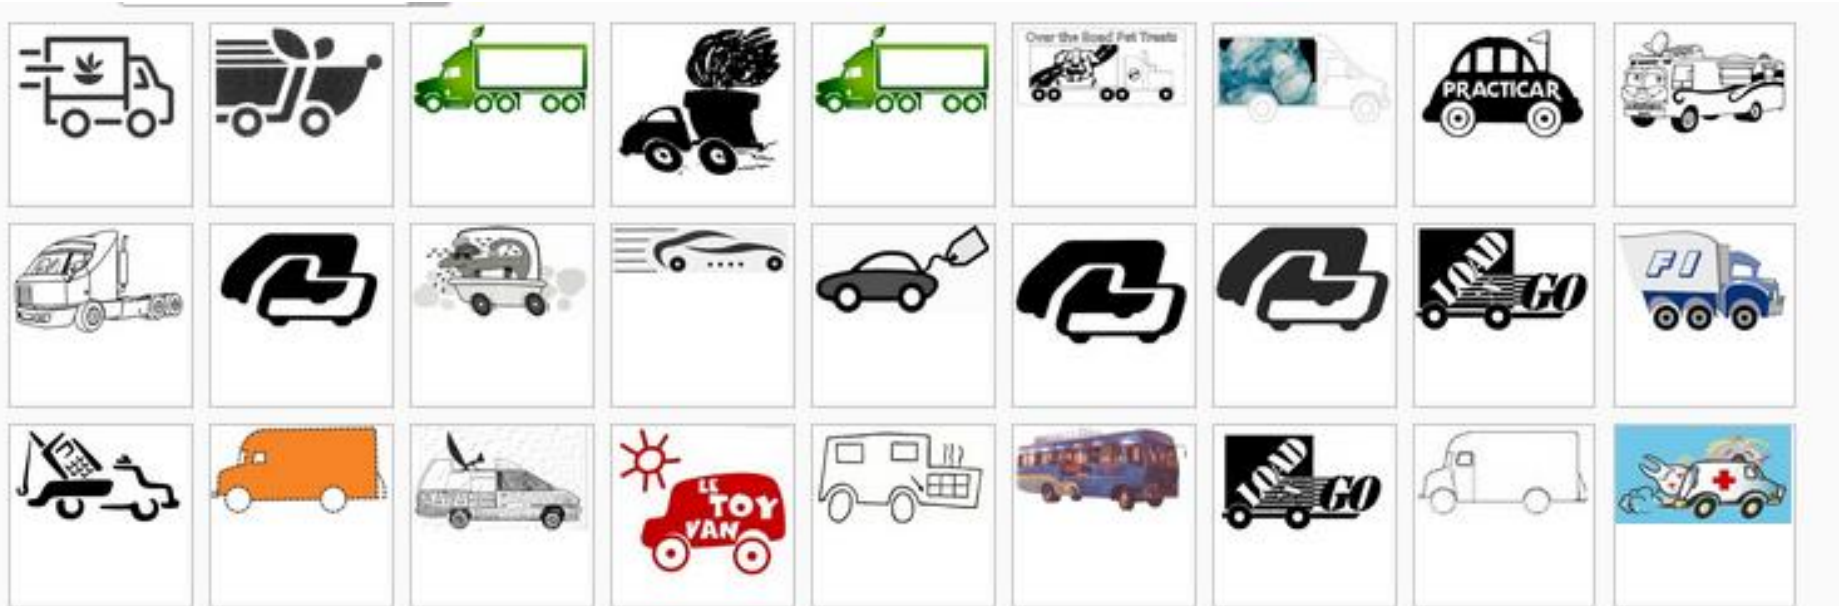 Over the Road Pet Treats
PRACTICAR
LOAD
N
GO
FI
LE
TOY
VAN
LOAD
N
GO